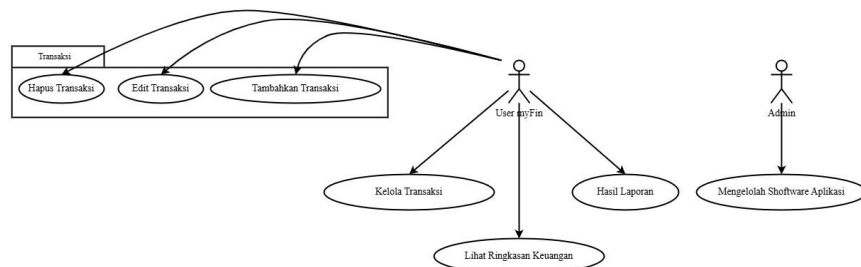 Transaksi
Hapus Transaksi
Edit Transaksi
Tambahkan Transaksi
User myFin
Admin
Kelola Transaksi
Hasil Laporan
Mengelolah Shoftware Aplikasi
Lihat Ringkasan Keuangan